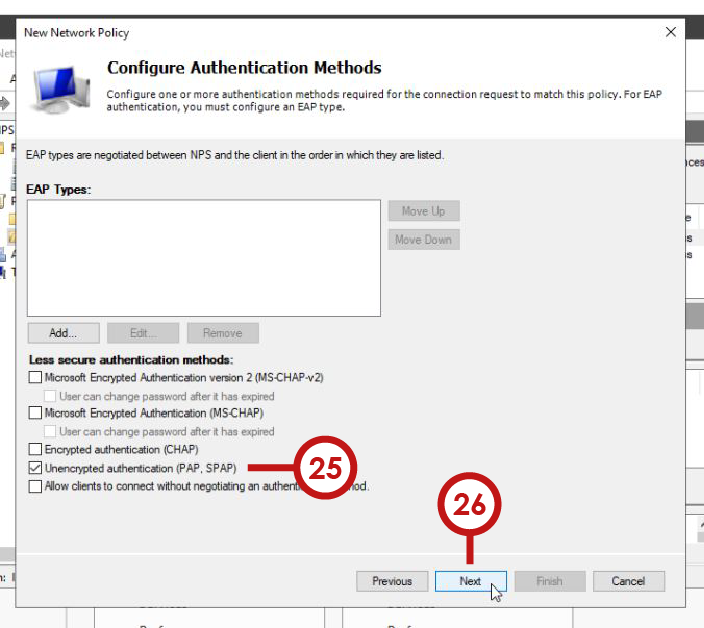 New Network Policy
Configure Authentication Methods
Configure one or more authentication methods required for the connection request to match this policy. For EAP
authentication, you must configure an EAP type.
EAP types are negotiated between NPS and the client in the order in which they are listed.
EAP Types:
Move Up
Move Down
Add...
Edit...
Remove
Less secure authentication methods:
Microsoft Encrypted Authentication version 2 (MS-CHAP-v2)
User can change password after it has expired
Microsoft Encrypted Authentication (MS-CHAP)
User can change password after it has expired
Encrypted authentication (CHAP)
Unencrypted authentication (PAP, SPAP)
25
Allow clients to connect without negotiating an
26
Previous
Next
Finish
Cancel